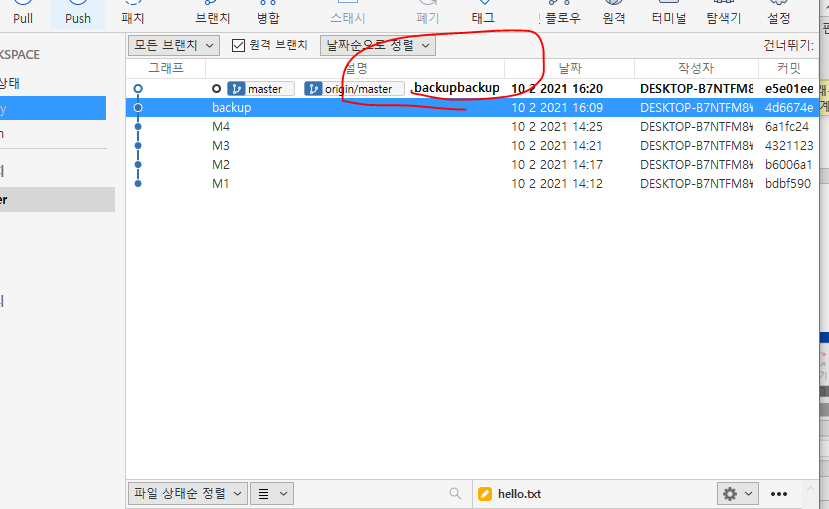 Pull Push 패치 브랜치 병합 스태시 폐기 태그 플로우 원격 터미널 탐색기 설정
모든 브랜치 원격 브랜치 날짜순으로 정렬 건너뛰기:
KSPACE
그래프 설명 날짜 작성자 커밋
상태
master origin/master backupbackup 10 2 2021 16:20 DESKTOP-B7NTFM8 e5e01ee
backup 10 2 2021 16:09 DESKTOP-B7NTFM8\ 4d6674e
M4 10 2 2021 14:25 DESKTOP-B7NTFM8\ 6a1fc24
M3 10 2 2021 14:21 DESKTOP-B7NTFM8\ 4321123
M2 10 2 2021 14:17 DESKTOP-B7NTFM8\ b6006a1
M1 10 2 2021 14:12 DESKTOP-B7NTFM8\ bdbf590
er
파일 상태순 정렬 hello.txt